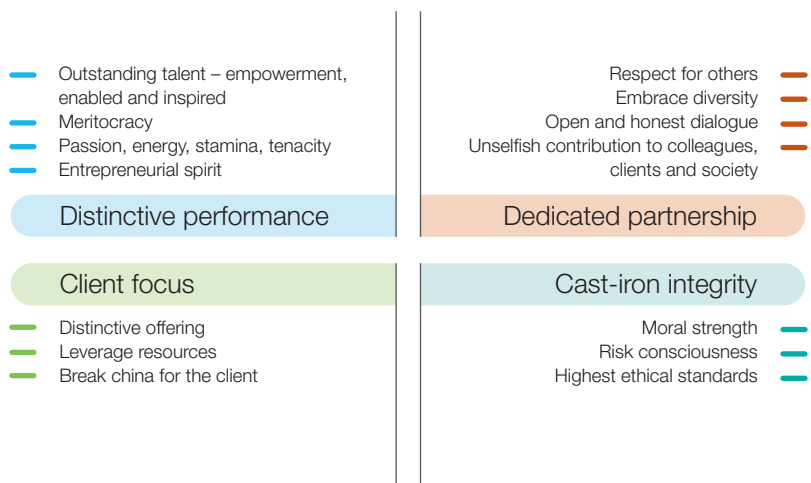 Outstanding talent – empowerment,
enabled and inspired
Meritocracy
Passion, energy, stamina, tenacity
Entrepreneurial spirit
Distinctive performance
Respect for others
Embrace diversity
Open and honest dialogue
Unselfish contribution to colleagues,
clients and society
Dedicated partnership
Client focus
Distinctive offering
Leverage resources
Break china for the client
Cast-iron integrity
Moral strength
Risk consciousness
Highest ethical standards